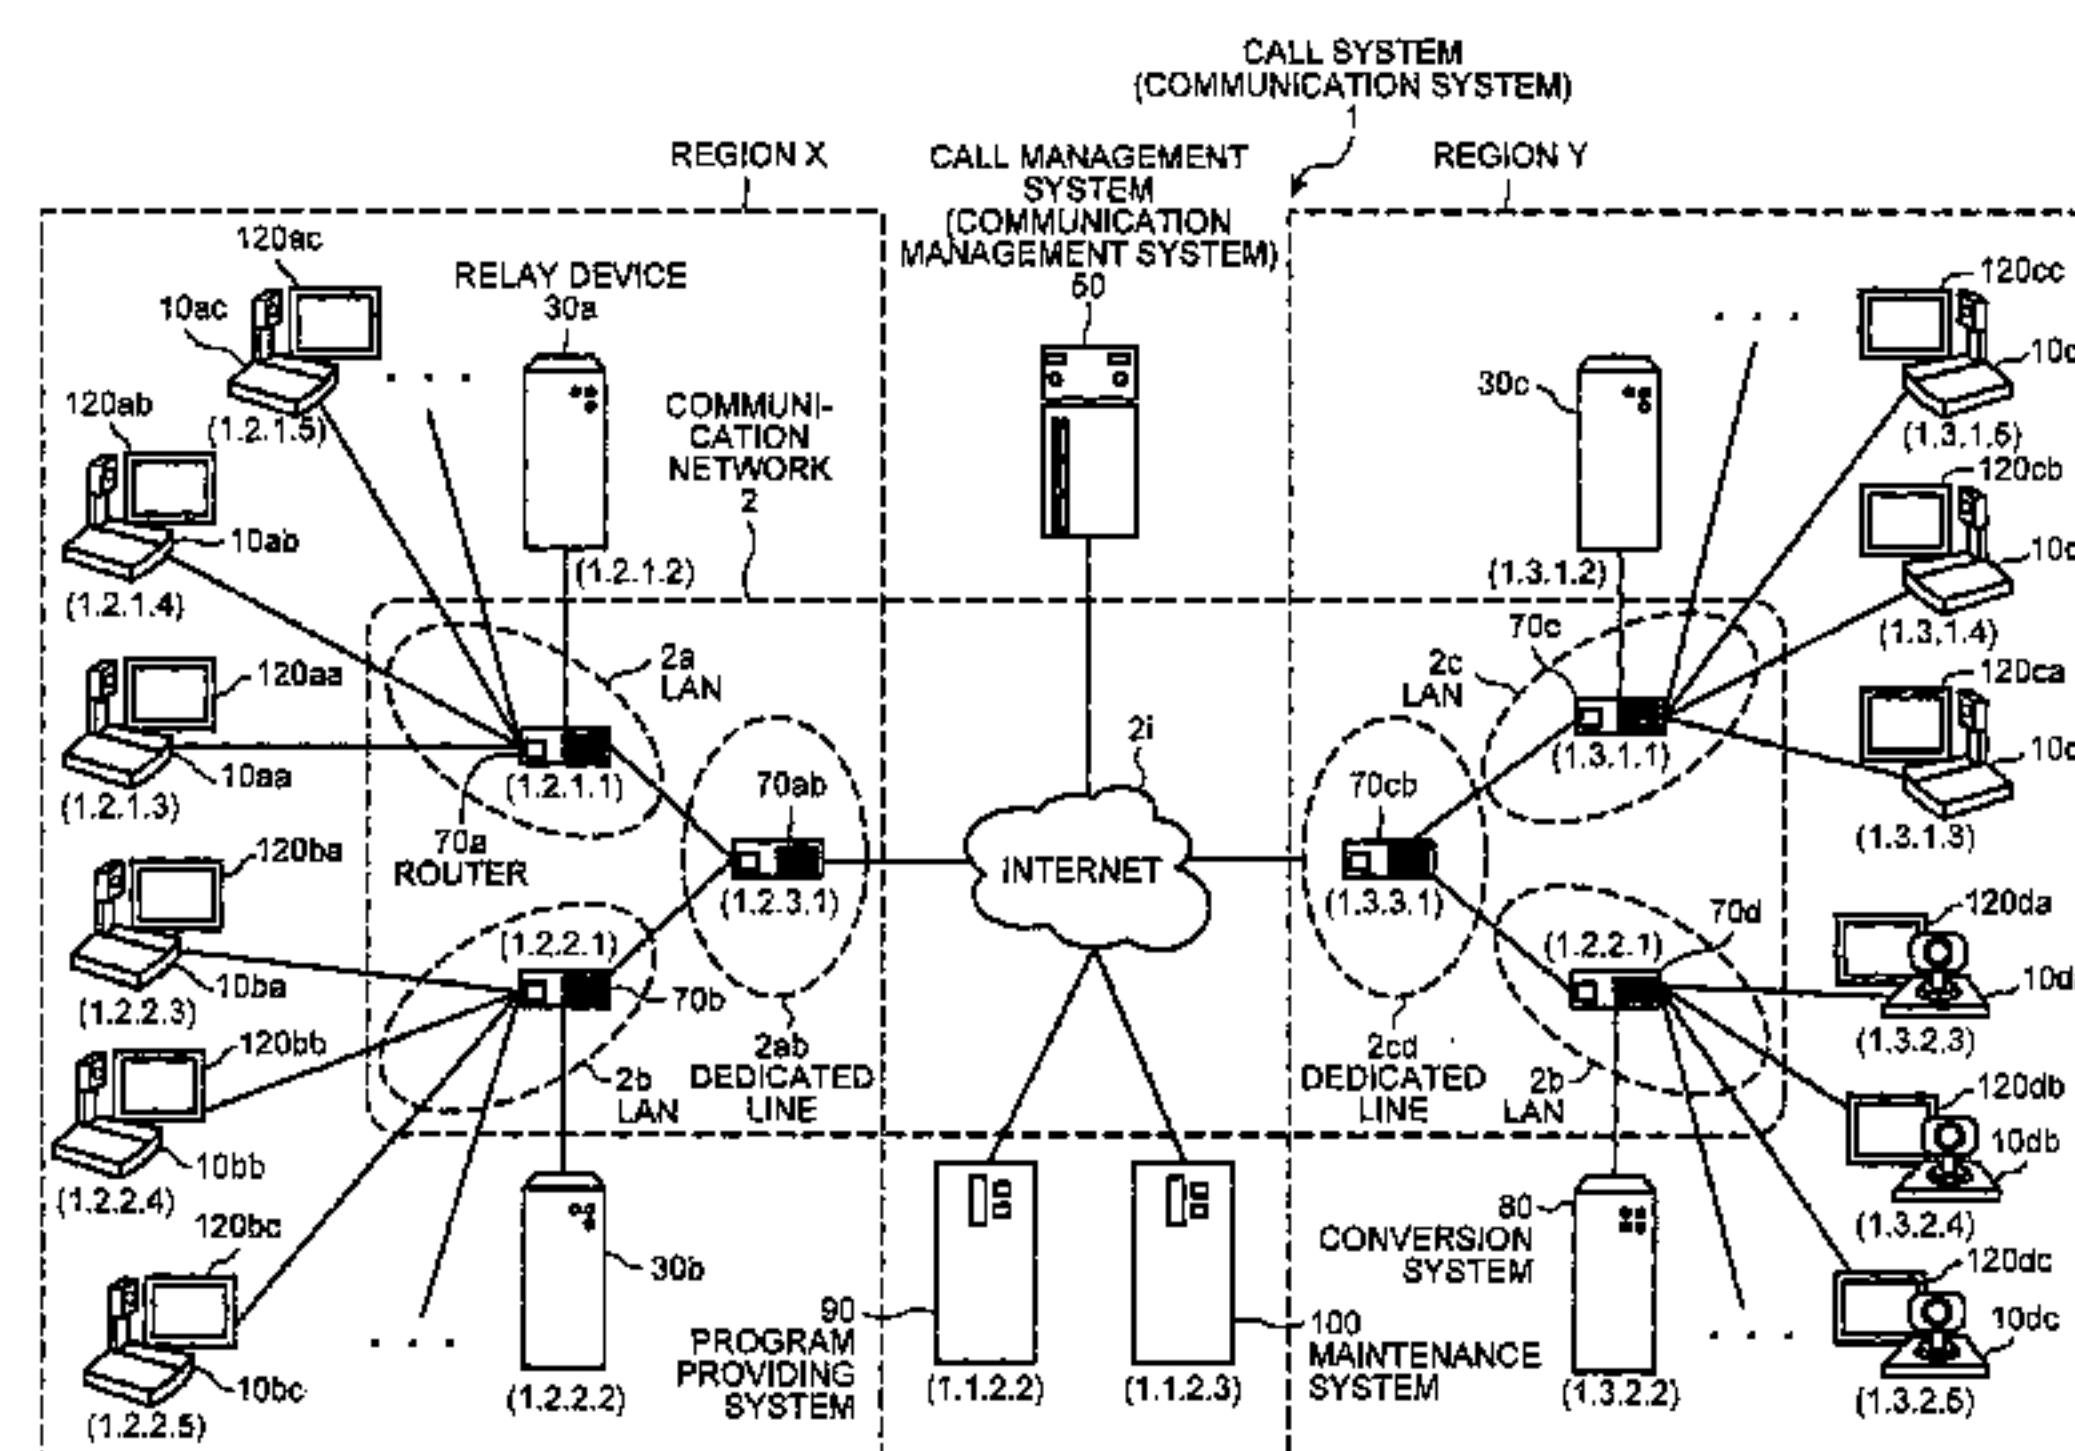 CALL SYSTEM
(COMMUNICATION SYSTEM)
1
REGION X
CALL MANAGEMENT
SYSTEM
(COMMUNICATION
MANAGEMENT SYSTEM)
50
REGION Y
120ac
10ac
(1.2.1.5)
RELAY DEVICE
30a
(1.2.1.2)
COMMUNI-
CATION
NETWORK
2
120ab
10ab
(1.2.1.4)
120aa
10aa
(1.2.1.3)
2a
LAN
(1.2.1.1)
70a
ROUTER
70ab
(1.2.3.1)
2i
INTERNET
120ba
10ba
(1.2.2.3)
(1.2.2.1)
70b
2b
LAN
2ab
DEDICATED
LINE
120bb
10bb
(1.2.2.4)
120bc
10bc
(1.2.2.5)
30b
(1.2.2.2)
90
PROGRAM
PROVIDING
SYSTEM
(1.1.2.2)
(1.1.2.3)
100
MAINTENANCE
SYSTEM
30c
(1.3.1.2)
120cc
(1.3.1.5)
120cb
(1.3.1.4)
120ca
(1.3.1.3)
70c
2c
LAN
(1.3.1.1)
70cb
(1.3.3.1)
2cd
DEDICATED
LINE
70d
(1.2.2.1)
2b
LAN
120da
(1.3.2.3)
120db
10db
(1.3.2.4)
120dc
10dc
(1.3.2.5)
80
CONVERSION
SYSTEM
(1.3.2.2)